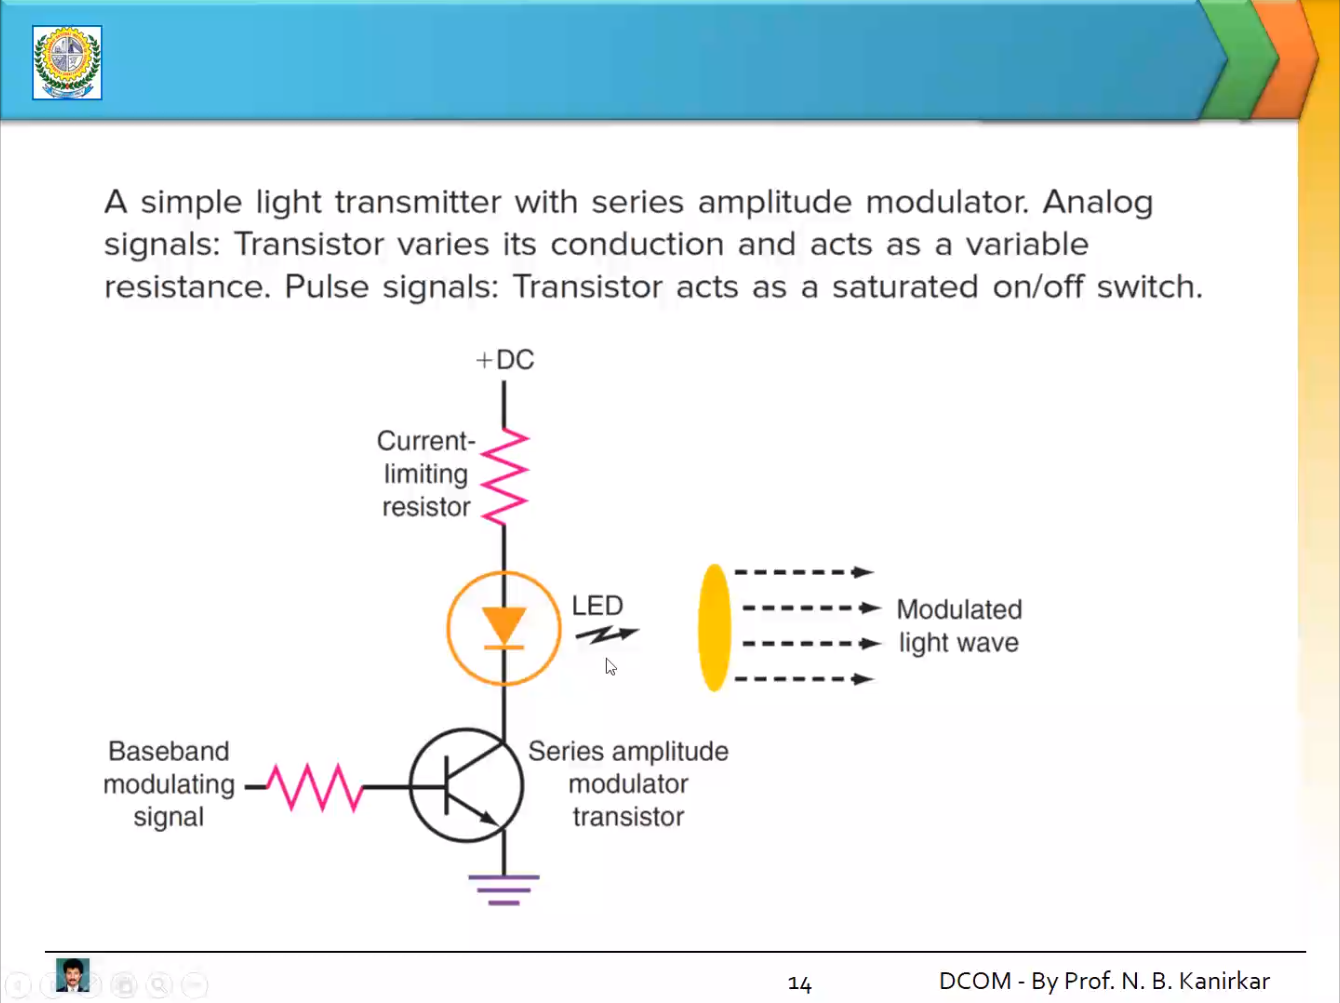 A simple light transmitter with series amplitude modulator. Analog
signals: Transistor varies its conduction and acts as a variable
resistance. Pulse signals: Transistor acts as a saturated on/off switch.
+DC
Current-
limiting
resistor
LED
Modulated
light wave
Baseband
modulating
signal
Series amplitude
modulator
transistor
14
DCOM - By Prof. N. B. Kanirkar